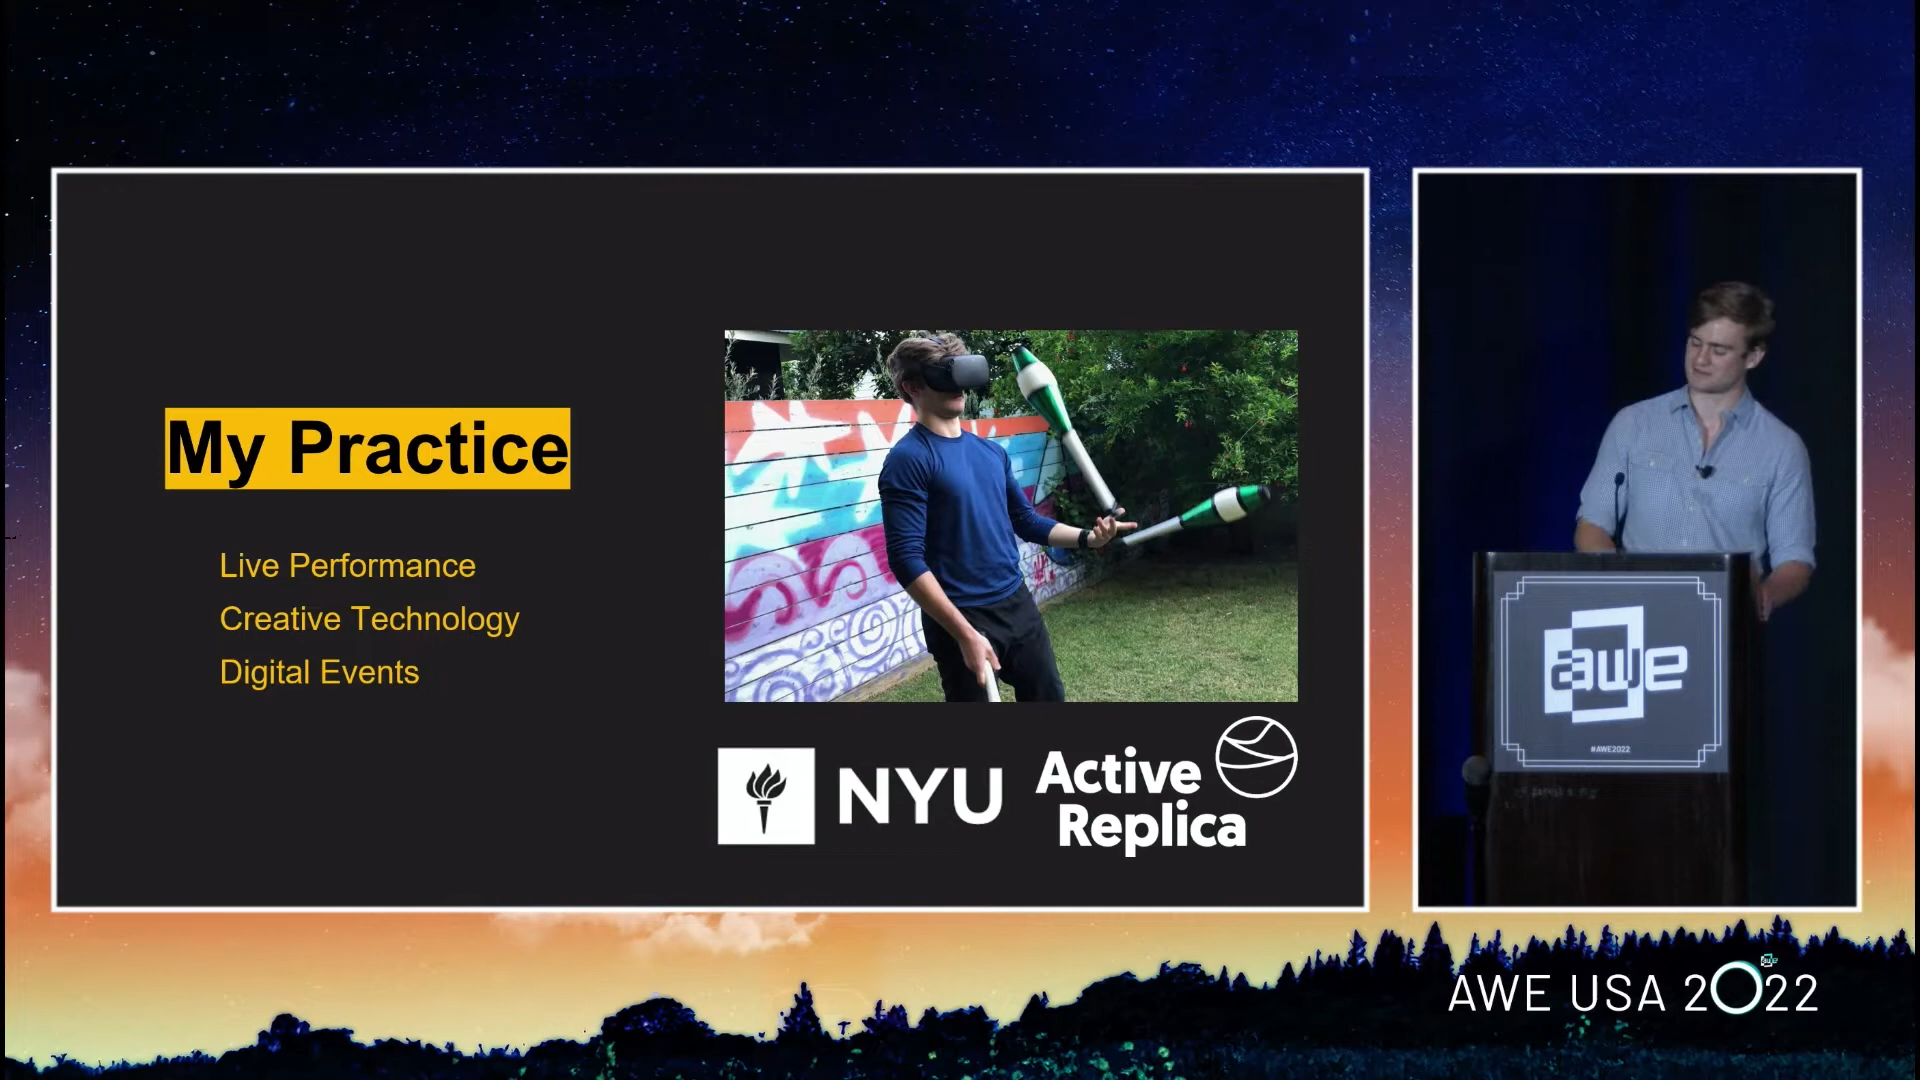 My Practice
Live Performance
Creative Technology
Digital Events
NYU
Active
Replica
awe
#AWE2022
AWE USA 2022